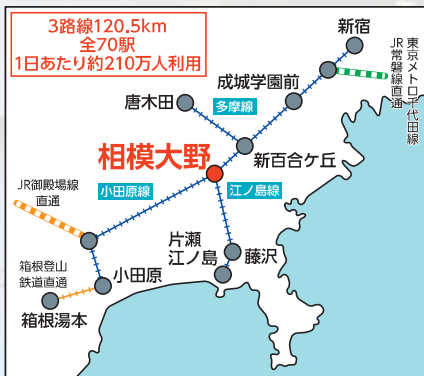 3路線120.5km
全70駅
1日あたり約210万人利用
新宿
東京メトロ千代田線
JR常磐線直通
成城学園前
唐木田
多摩線
新百合ケ丘
相模大野
小田原線
江ノ島線
JR御殿場線
直通
片瀬
江ノ島
藤沢
箱根登山
鉄道直通
小田原
箱根湯本